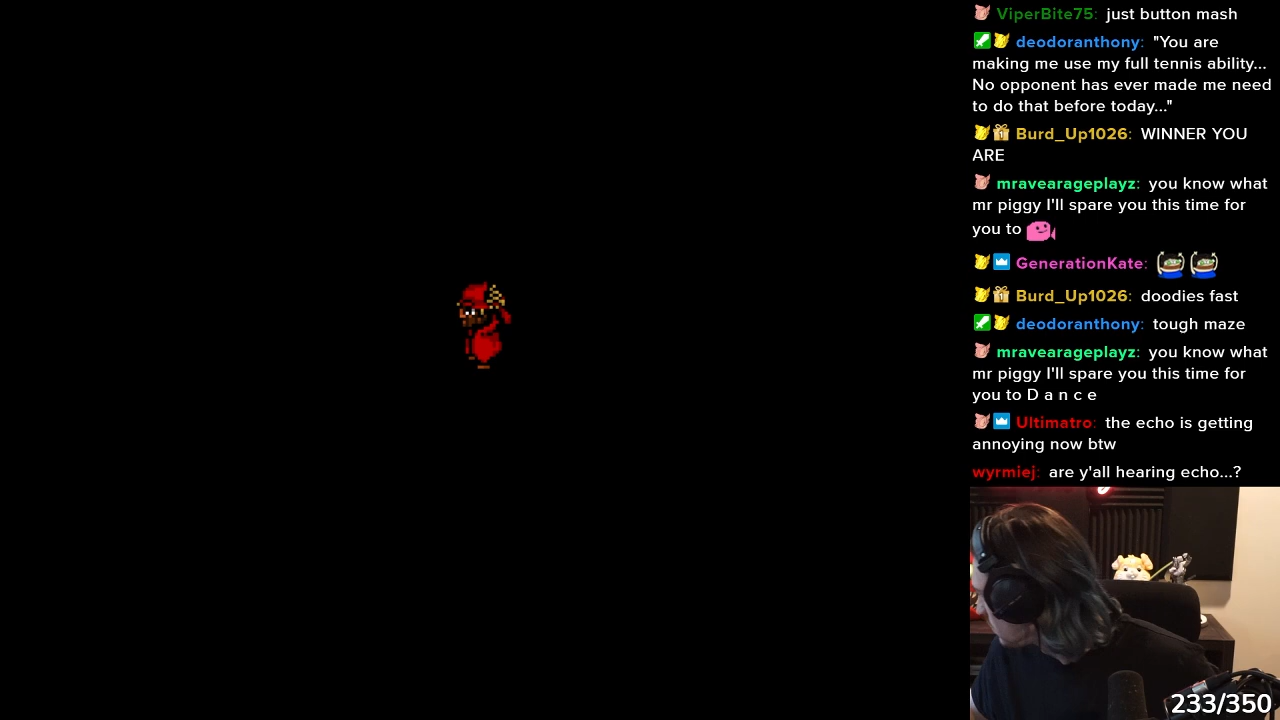 ViperBite75: just button mash
deodoranthony: "You are
making me use my full tennis ability...
No opponent has ever made me need
to do that before today..."
Burd_Up1026: WINNER YOU
ARE
mravearageplayz: you know what
mr piggy I'll spare you this time for
you to
GenerationKate:
Burd_Up1026: doodies fast
deodoranthony: tough maze
mravearageplayz: you know what
mr piggy I'll spare you this time for
you to D a n c e
Ultimatro: the echo is getting
annoying now btw
wyrmiej: are y'all hearing echo...?
233/350